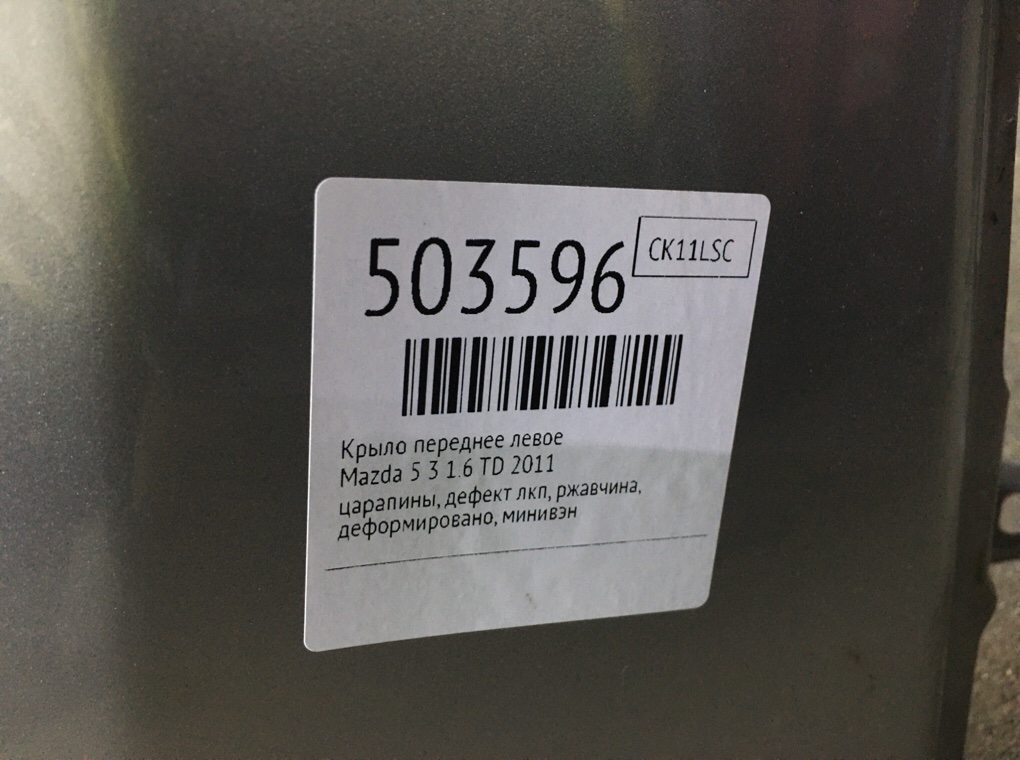 503596
CK11LSC
Крыло переднее левое
Mazda 5 3 1.6 TD 2011
царапины, дефект лкп, ржавчина,
деформировано, минивэн